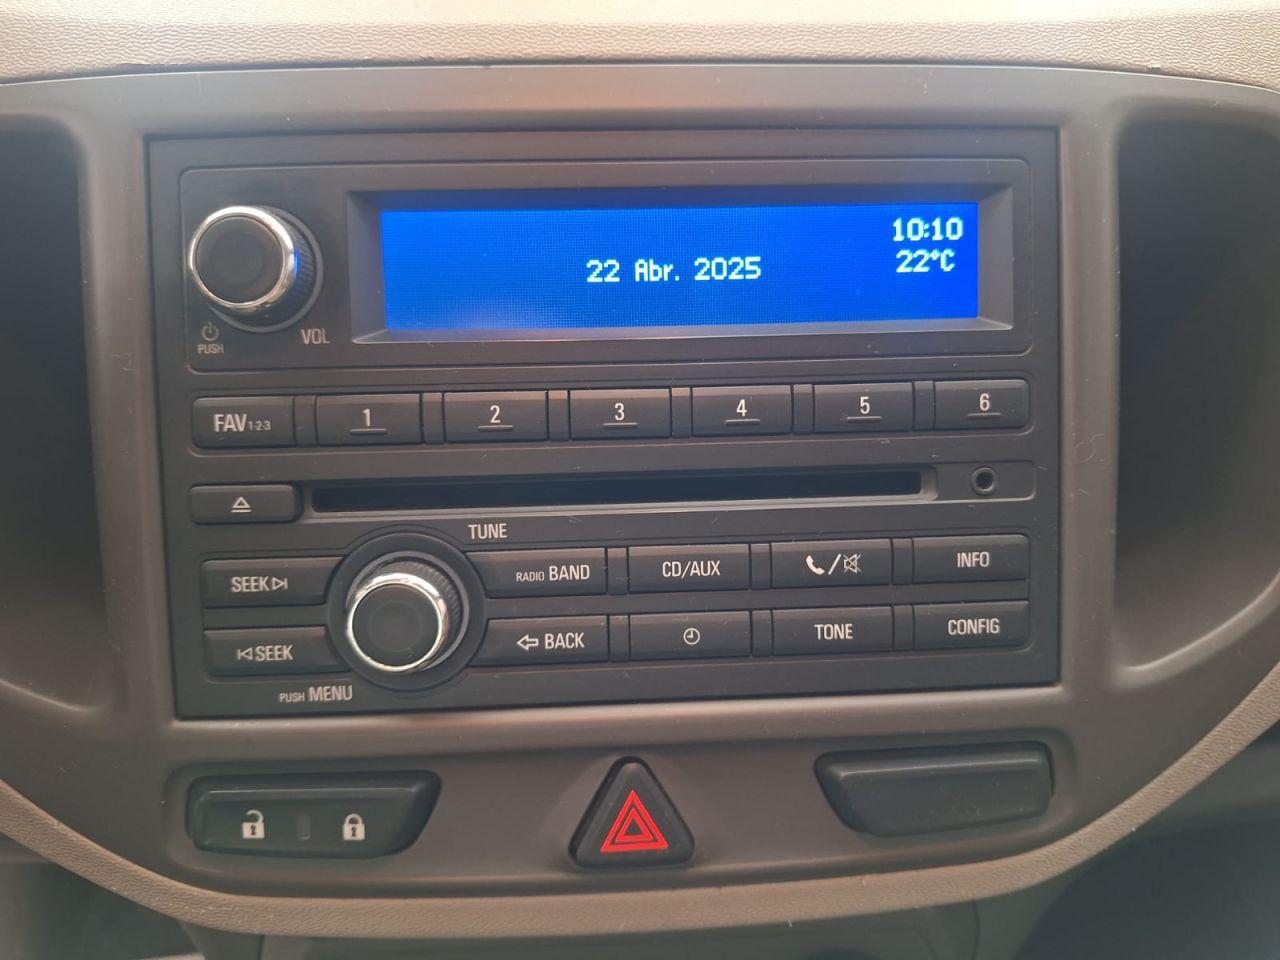 10:10
22 Abr. 2025
22°C
PUSH
VOL
FAV 1-2-3
1
2
3
4
5
6
TUNE
SEEK
RADIO BAND
CD/AUX
/
INFO
SEEK
BACK
TONE
CONFIG
PUSH MENU